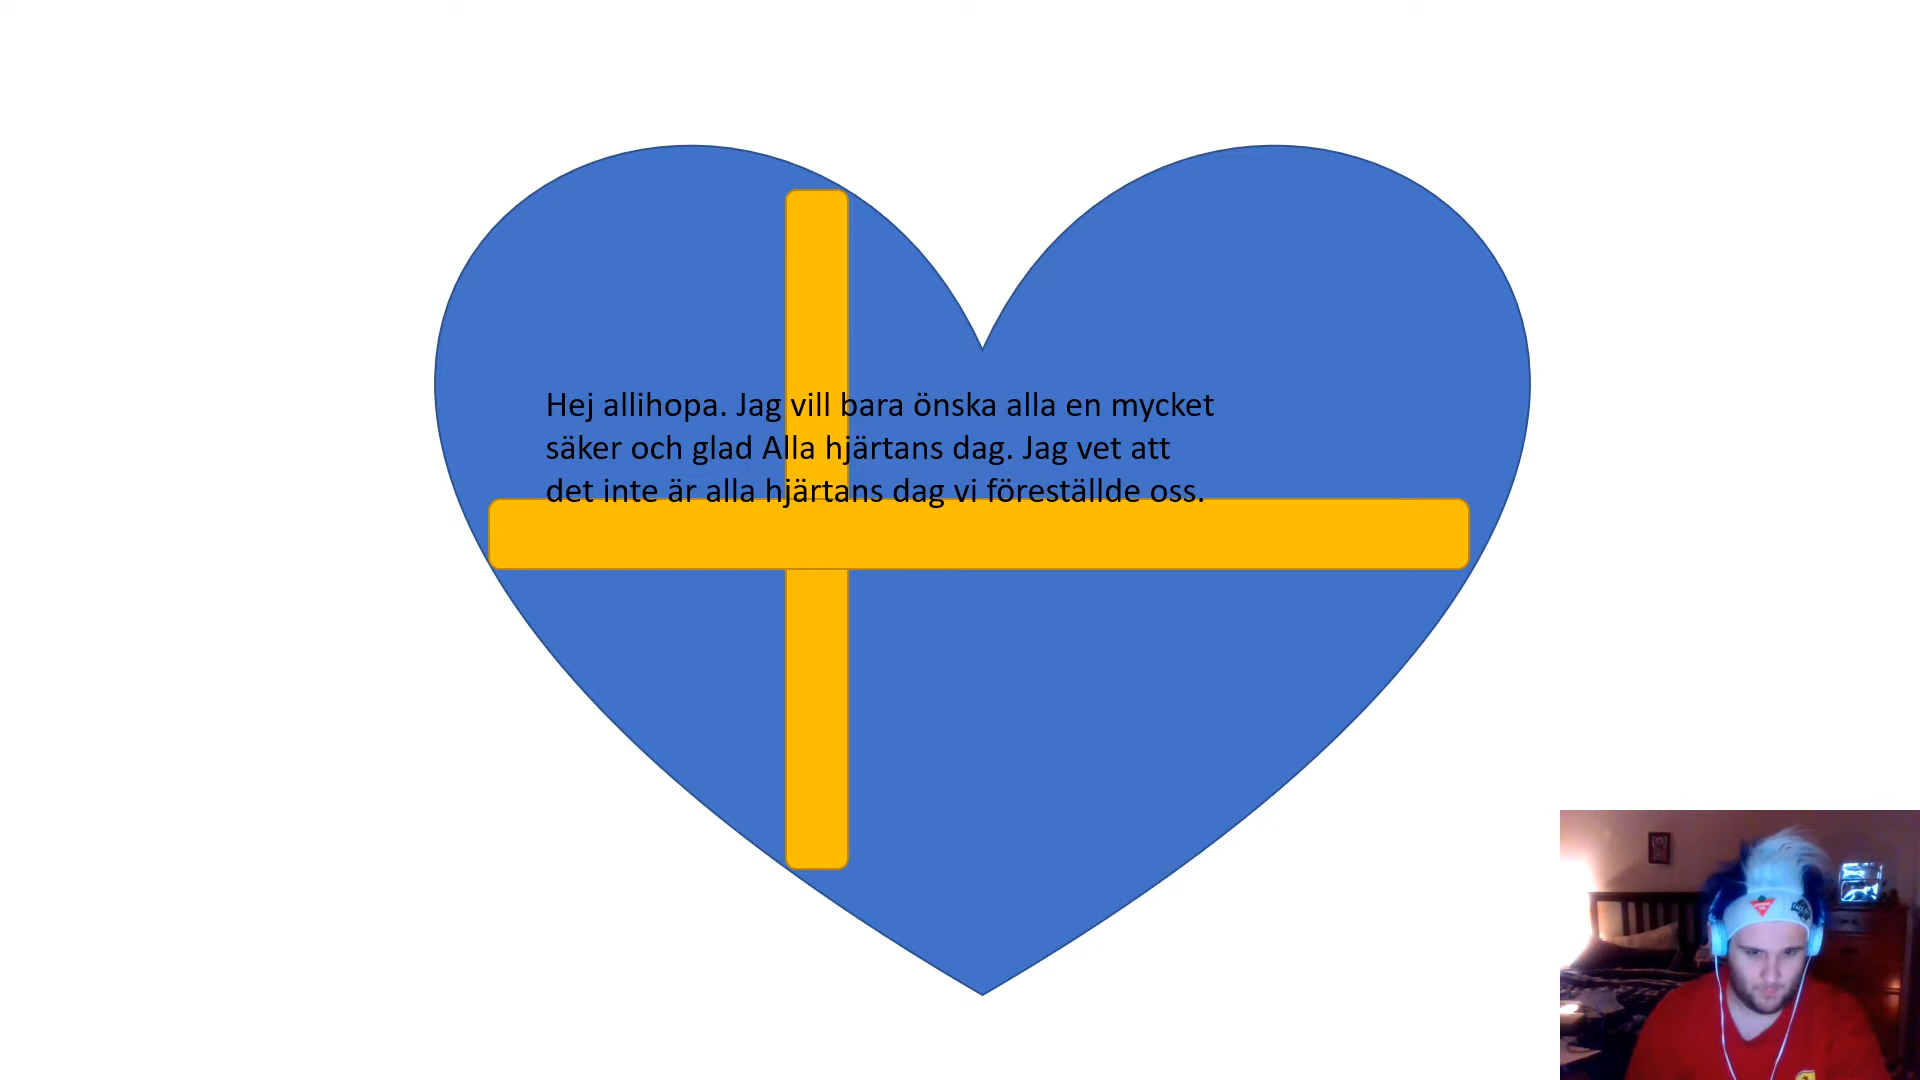 Hej allihopa. Jag vill bara önska alla en mycket
säker och glad Alla hjärtans dag. Jag vet att
det inte är alla hjärtans dag vi föreställde oss.